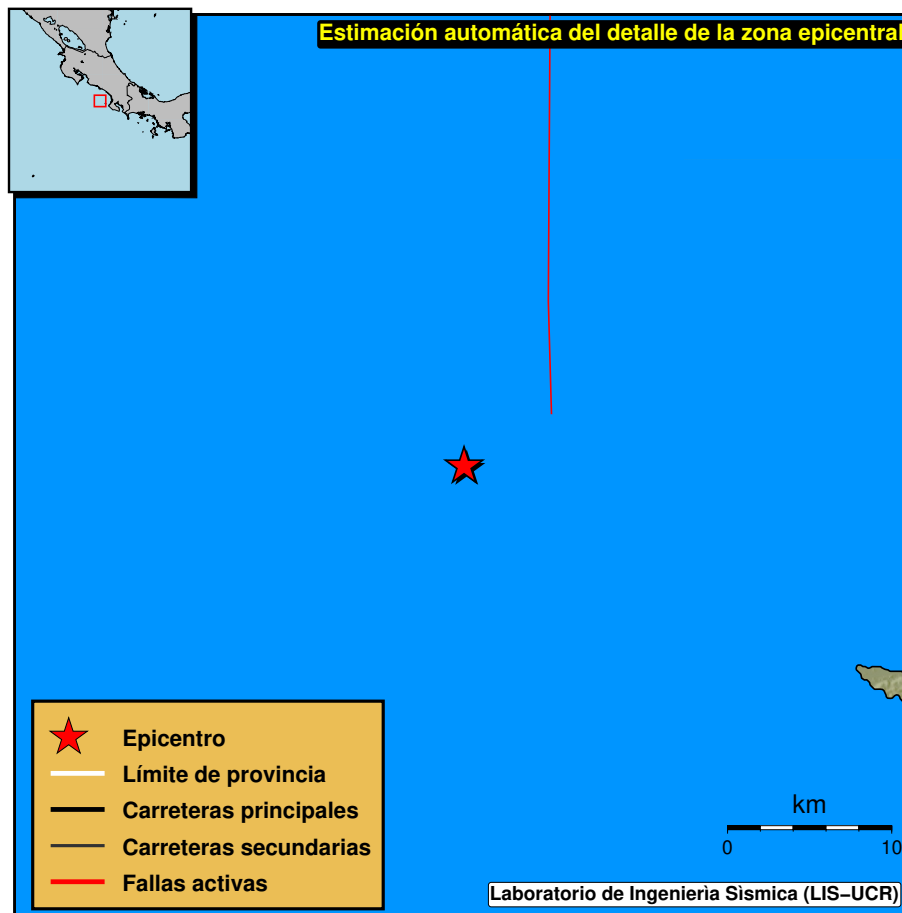 Estimación automática del detalle de la zona epicentral
Epicentro
Límite de provincia
Carreteras principales
Carreteras secundarias
Fallas activas
km
0
10
Laboratorio de Ingenierìa Sìsmica (LIS–UCR)